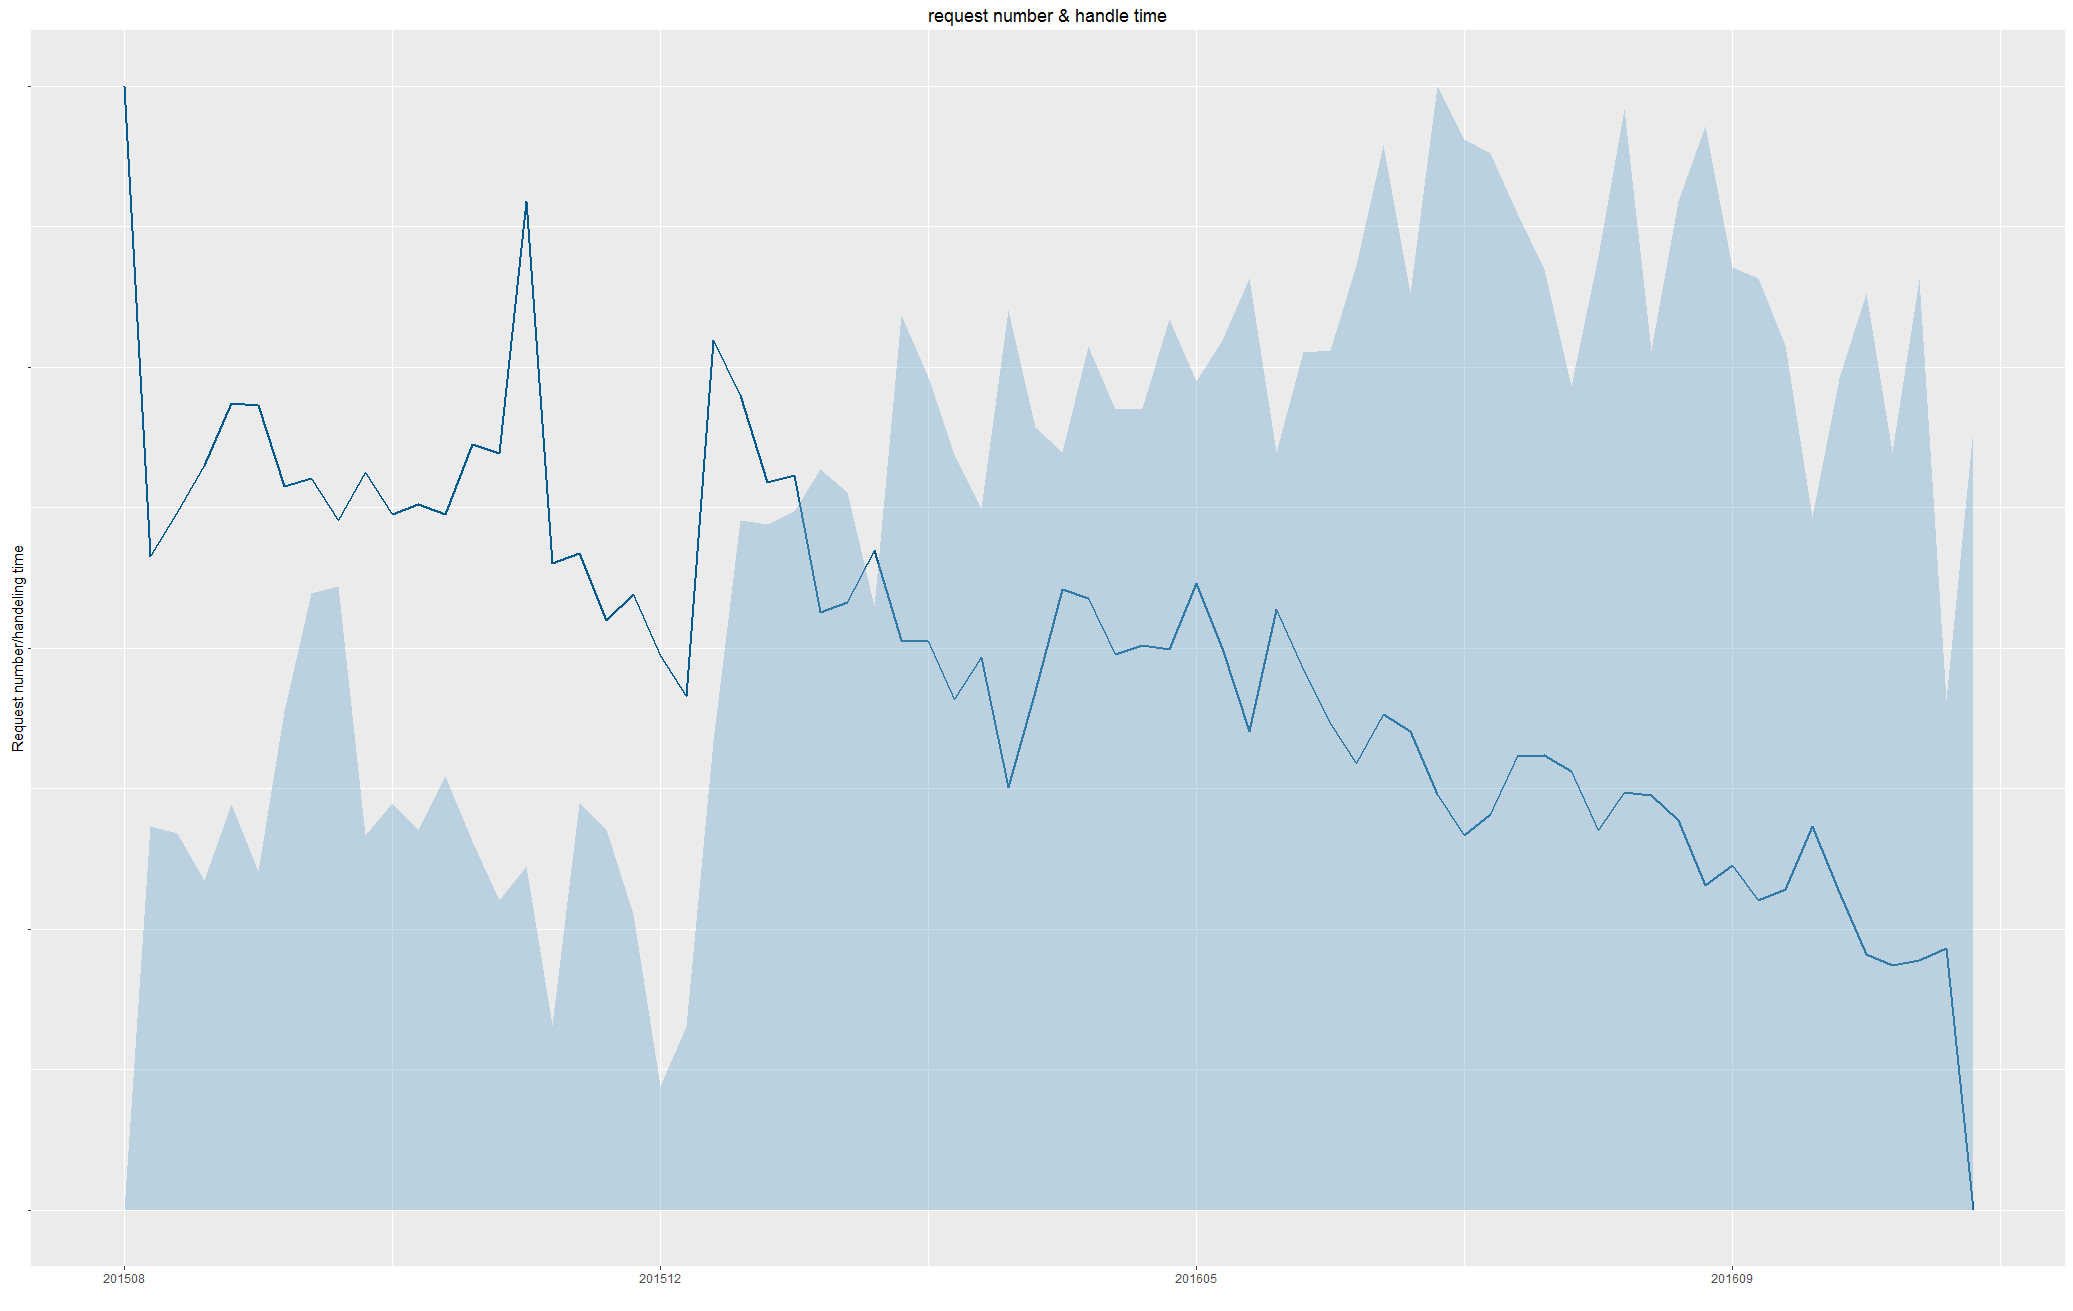 request number & handle time
Request number/handeling time
201508
201512
201605
201609